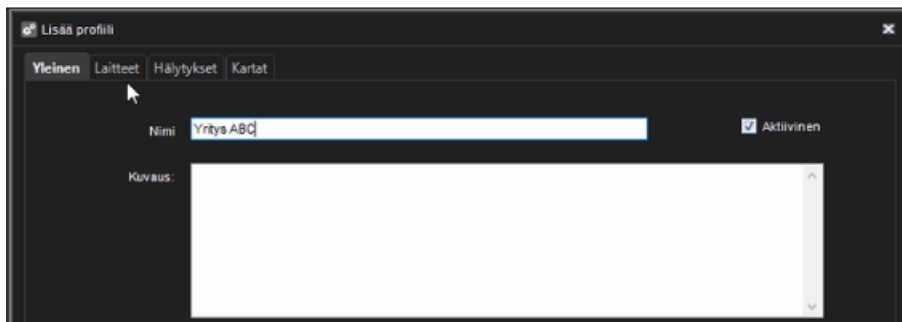 Lisää profiili
Yleinen Laitteet Hälytykset Kartat
Nimi Yritys ABC Aktiivinen
Kuvaus: